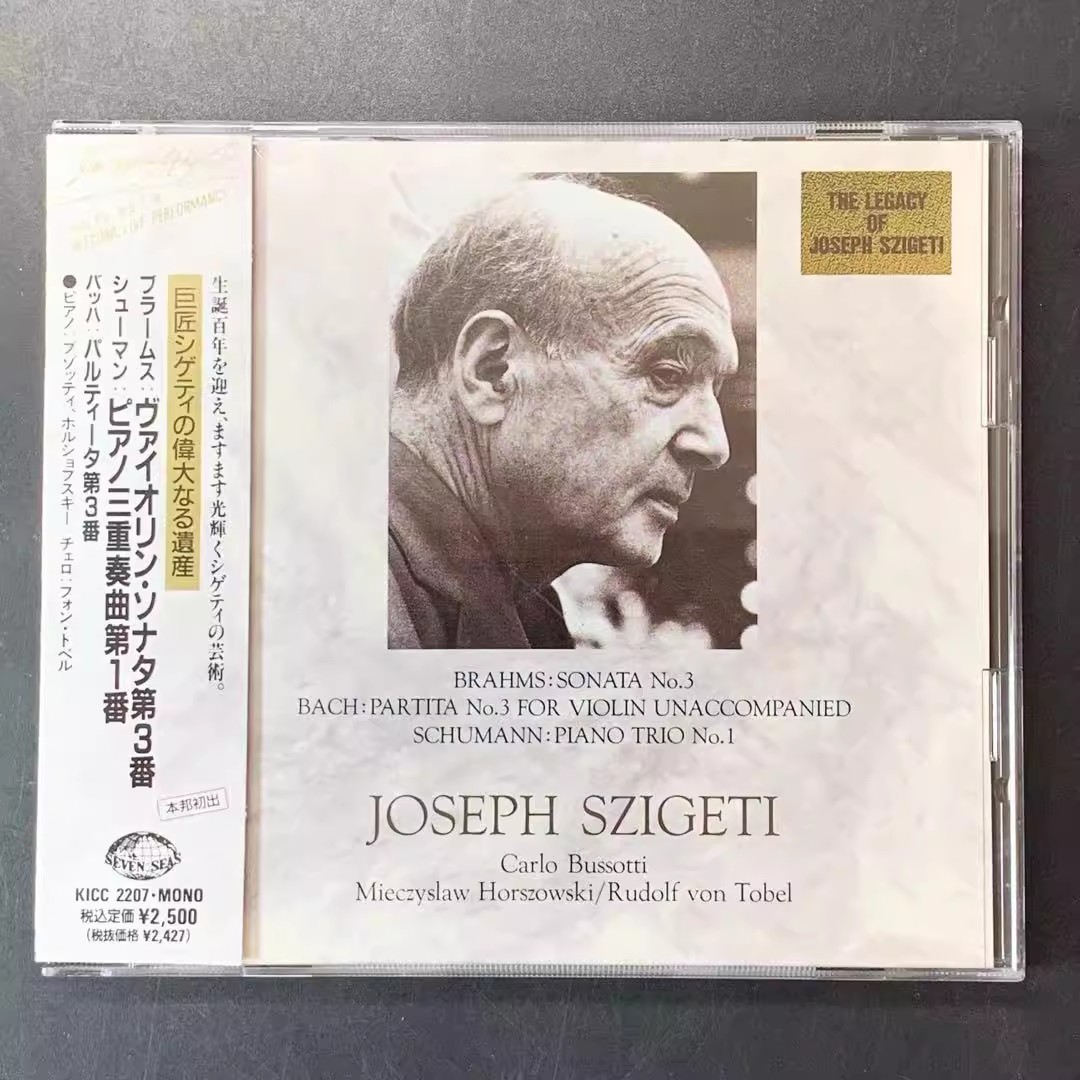 PERFORMANCE
生誕百年を迎え、ますます光輝くシゲティの芸術。
巨匠シゲティの偉大なる遺産
ブラームス:ヴァイオリン・ソナタ第3番
シューマン:ピアノ三重奏曲第1番
バッハ:パルティータ第3番
●ピアノ:ブゾッティ、ホルショフスキー チェロ:フォン・トベル
本邦初出
SEVEN SEAS
KICC 2207・MONO
税込定価 ¥2,500
(税抜価格 ¥2,427)
THE LEGACY
OF
JOSEPH SZIGETI
BRAHMS:SONATA No.3
BACH:PARTITA No.3 FOR VIOLIN UNACCOMPANIED
SCHUMANN:PIANO TRIO No.1
JOSEPH SZIGETI
Carlo Bussotti
Mieczyslaw Horszowski/Rudolf von Tobel